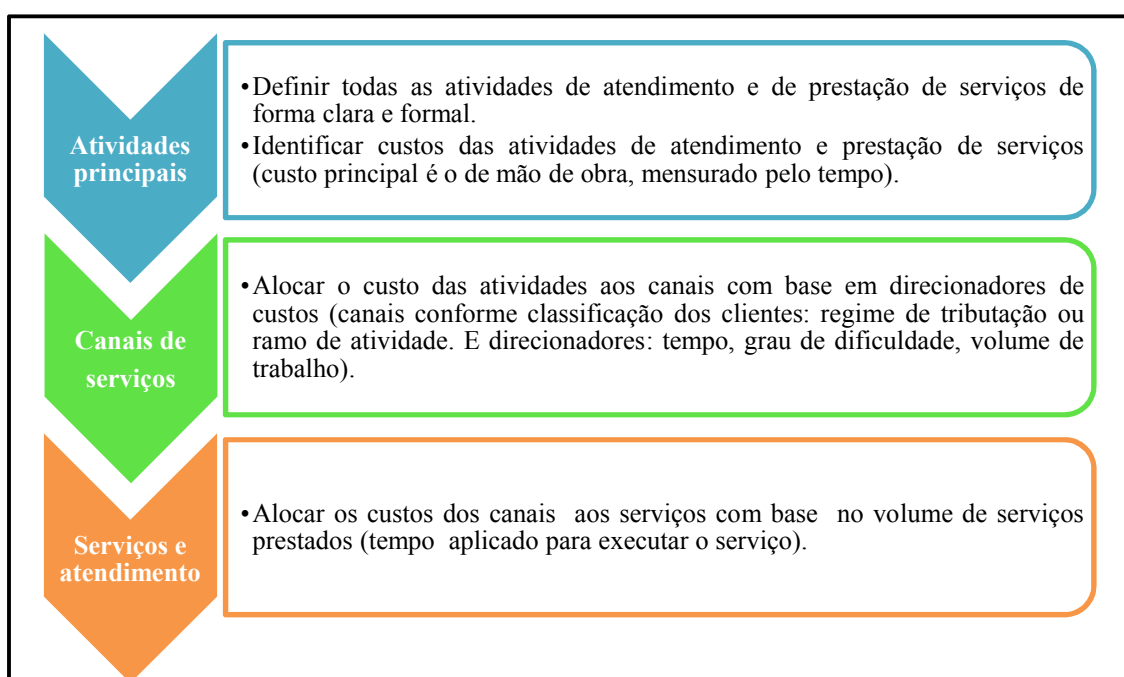 Atividades
principais
•Definir todas as atividades de atendimento e de prestação de serviços de
forma clara e formal.
•Identificar custos das atividades de atendimento e prestação de serviços
(custo principal é o de mão de obra, mensurado pelo tempo).
Canais de
serviços
•Alocar o custo das atividades aos canais com base em direcionadores de
custos (canais conforme classificação dos clientes: regime de tributação ou
ramo de atividade. E direcionadores: tempo, grau de dificuldade, volume de
trabalho).
Serviços e
atendimento
•Alocar os custos dos canais aos serviços com base no volume de serviços
prestados (tempo aplicado para executar o serviço).